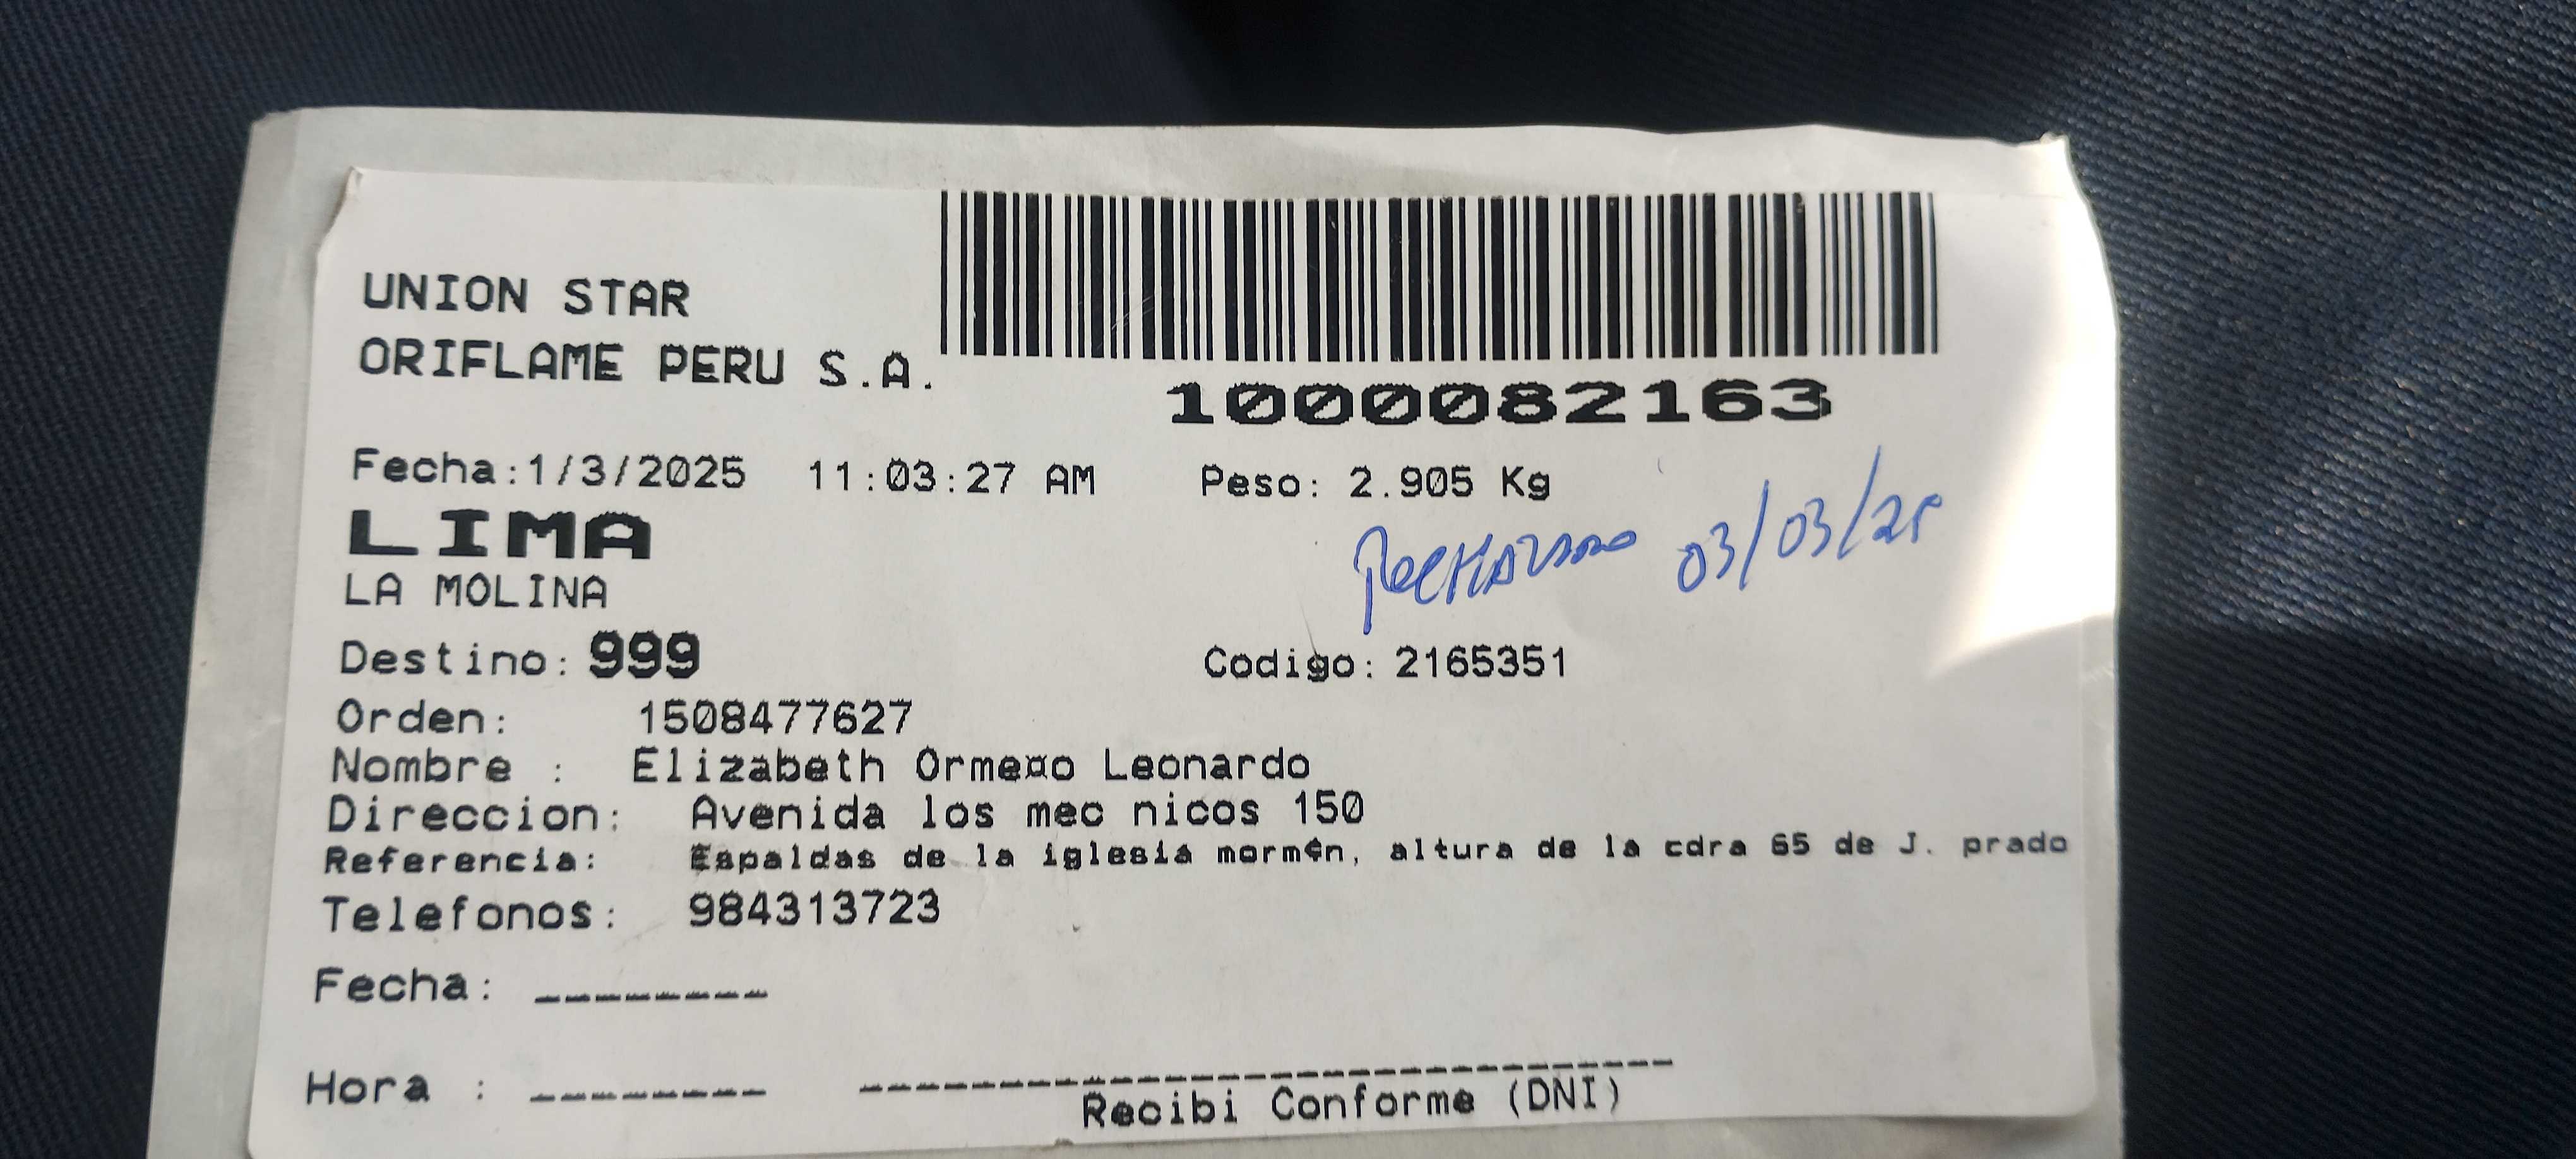 UNION STAR
ORIFLAME PERU S.A.
1000082163
Fecha:1/3/2025 11:03:27 AM Peso: 2.905 Kg
LIMA
Rechazado 03/03/25
LA MOLINA
Destino: 999 Codigo: 2165351
Orden: 1508477627
Nombre : Elizabeth Orme¤o Leonardo
Direccion: Avenida los mec nicos 150
Referencia: Espaldas de la iglesia morm¢n, altura de la cdra 65 de J. prado
Telefonos: 984313723
Fecha: _________
Hora : _________
Recibi Conforme (DNI)